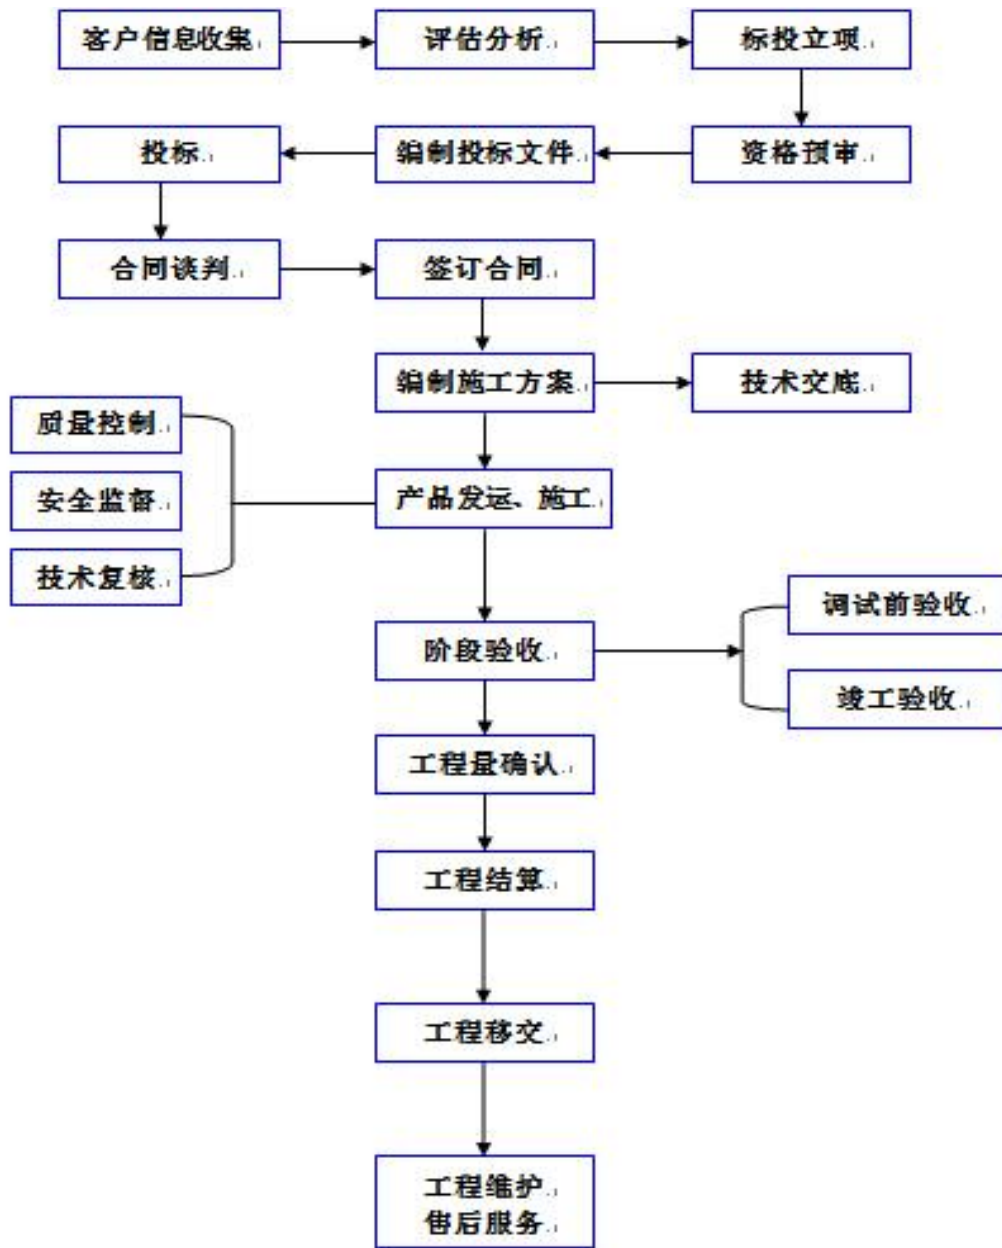 客户信息收集
评估分析
标投立项
投标
编制投标文件
资格预审
合同谈判
签订合同
编制施工方案
技术交底
质量控制
安全监督
技术复核
产品发运、施工
阶段验收
调试前验收
竣工验收
工程量确认
工程结算
工程移交
工程维护
售后服务